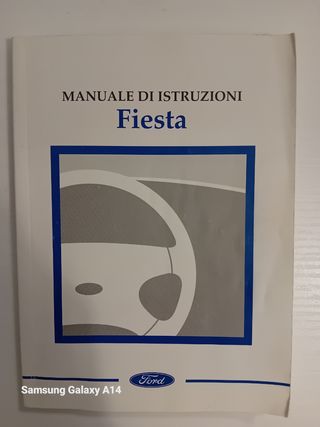 MANUALE DI ISTRUZIONI
Fiesta
Ford
Samsung Galaxy A14